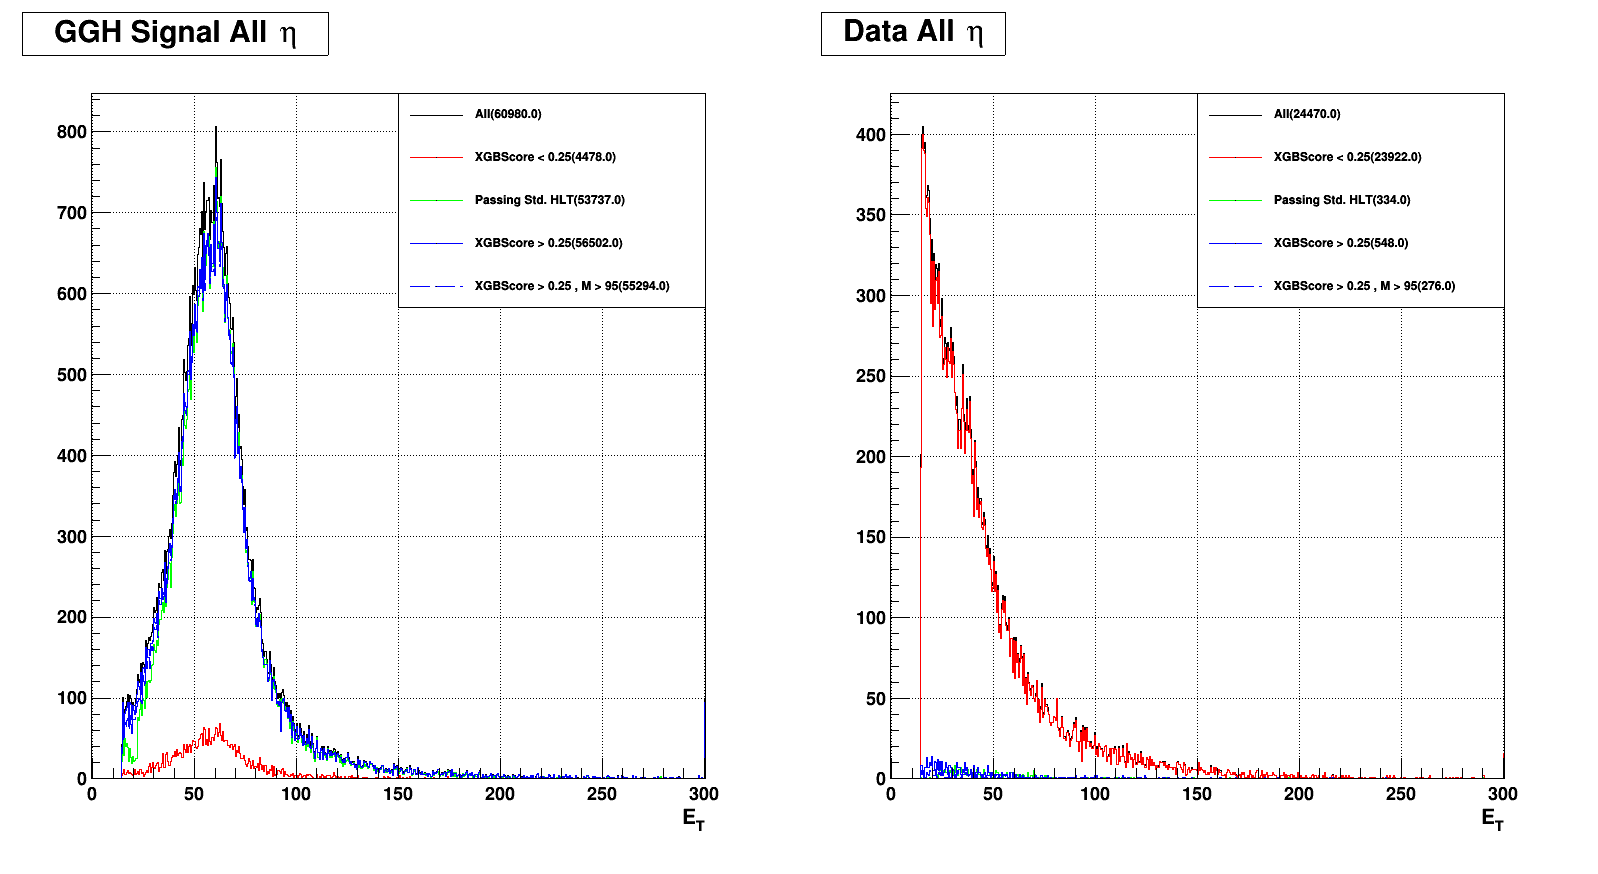 GGH Signal All η
800
700
600
500
400
300
200
100
0
0 50 100 150 200 250 300
E_T
All(60980.0)
XGBScore < 0.25(4478.0)
Passing Std. HLT(53737.0)
XGBScore > 0.25(56502.0)
XGBScore > 0.25 , M > 95(55294.0)
Data All η
400
350
300
250
200
150
100
50
0
0 50 100 150 200 250 300
E_T
All(24470.0)
XGBScore < 0.25(23922.0)
Passing Std. HLT(334.0)
XGBScore > 0.25(548.0)
XGBScore > 0.25 , M > 95(276.0)